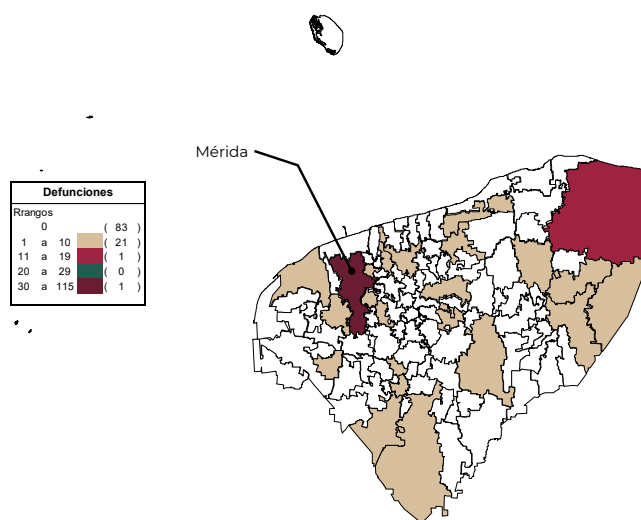 Mérida
Defunciones
Rrangos
0 ( 83 )
1 a 10 ( 21 )
11 a 19 ( 1 )
20 a 29 ( 0 )
30 a 115 ( 1 )